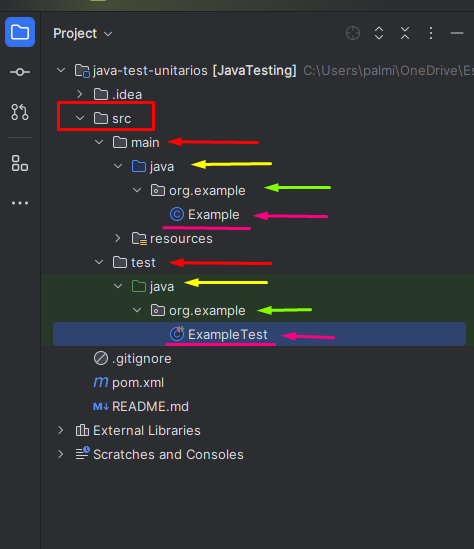 Project
java-test-unitarios [JavaTesting] C:\Users\palmi\OneDrive\Es
.idea
src
main
java
org.example
Example
resources
test
java
org.example
ExampleTest
.gitignore
pom.xml
M↓ README.md
External Libraries
Scratches and Consoles